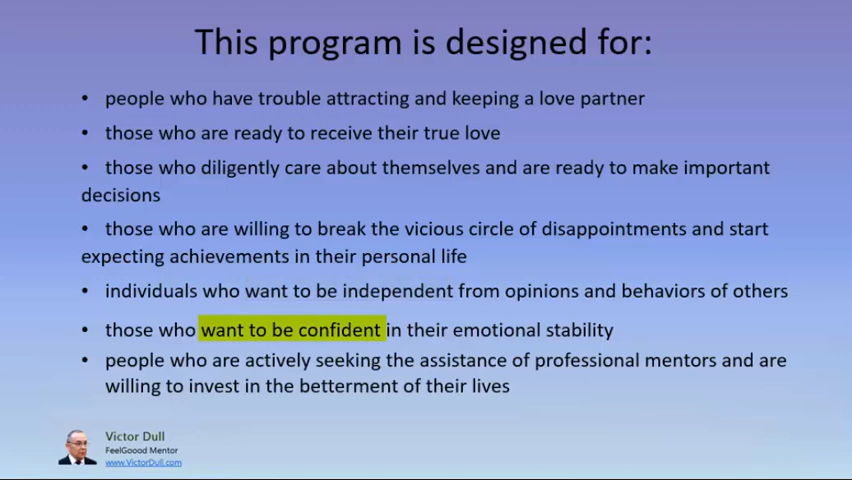 This program is designed for:
• people who have trouble attracting and keeping a love partner
• those who are ready to receive their true love
• those who diligently care about themselves and are ready to make important
decisions
• those who are willing to break the vicious circle of disappointments and start
expecting achievements in their personal life
• individuals who want to be independent from opinions and behaviors of others
• those who want to be confident in their emotional stability
• people who are actively seeking the assistance of professional mentors and are
willing to invest in the betterment of their lives
Victor Dull
FeelGoood Mentor
www.VictorDull.com